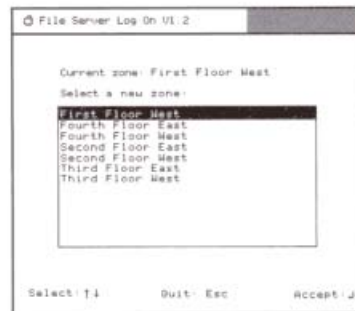 File Server Log On V1.2
Current zone: First Floor West
Select a new zone:
First Floor West
Fourth Floor East
Fourth Floor West
Second Floor East
Second Floor West
Third Floor East
Third Floor West
Select: ↑↓ Quit: Esc Accept: